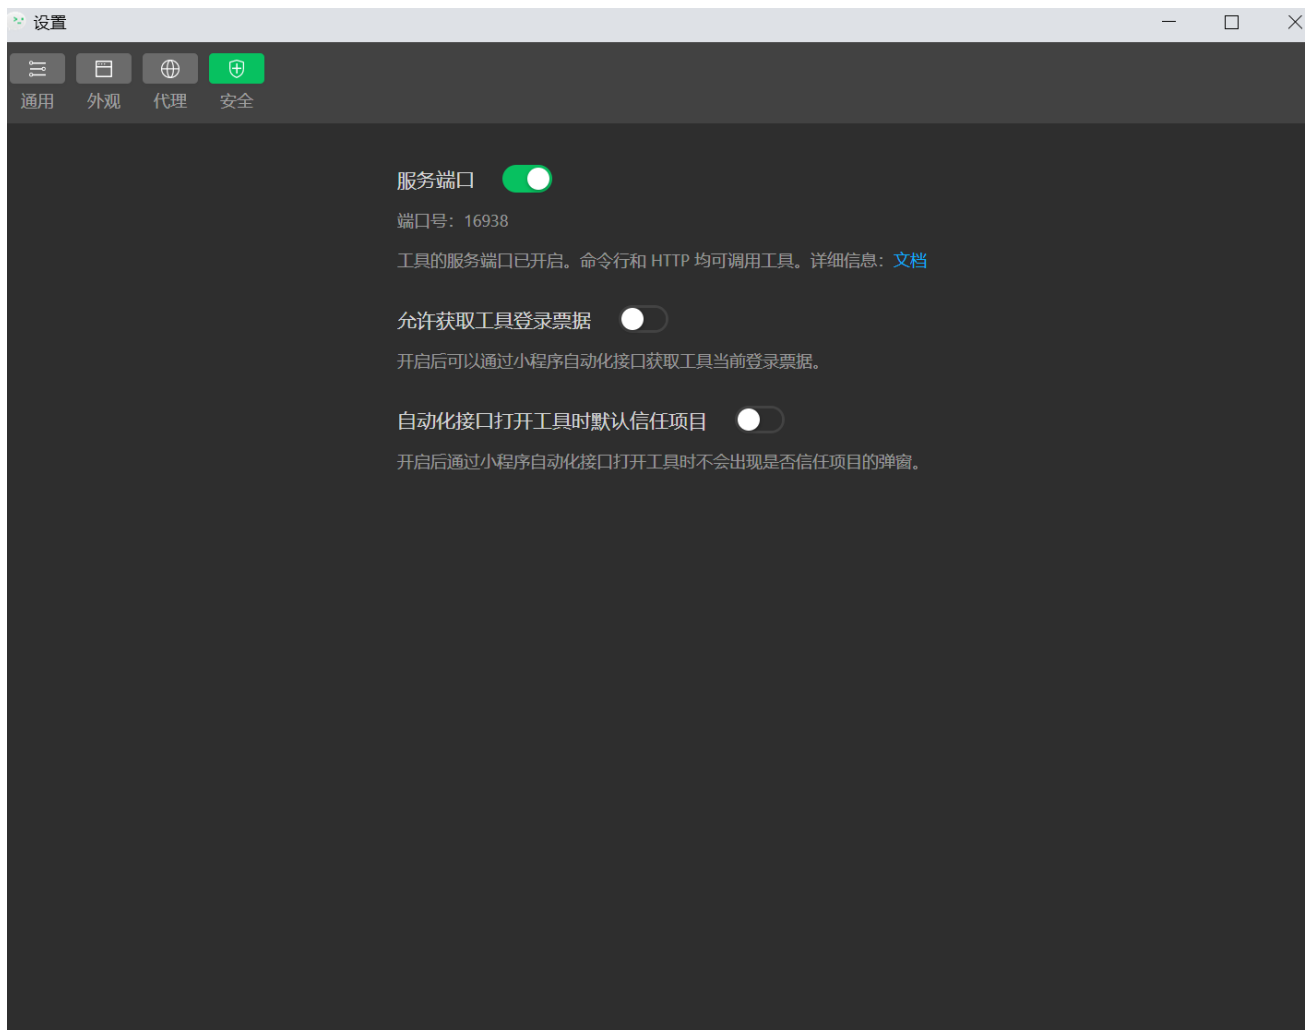 设置
通用 外观 代理 安全
服务端口
端口号：16938
工具的服务端口已开启。命令行和 HTTP 均可调用工具。详细信息：文档
允许获取工具登录票据
开启后可以通过小程序自动化接口获取工具当前登录票据。
自动化接口打开工具时默认信任项目
开启后通过小程序自动化接口打开工具时不会出现是否信任项目的弹窗。